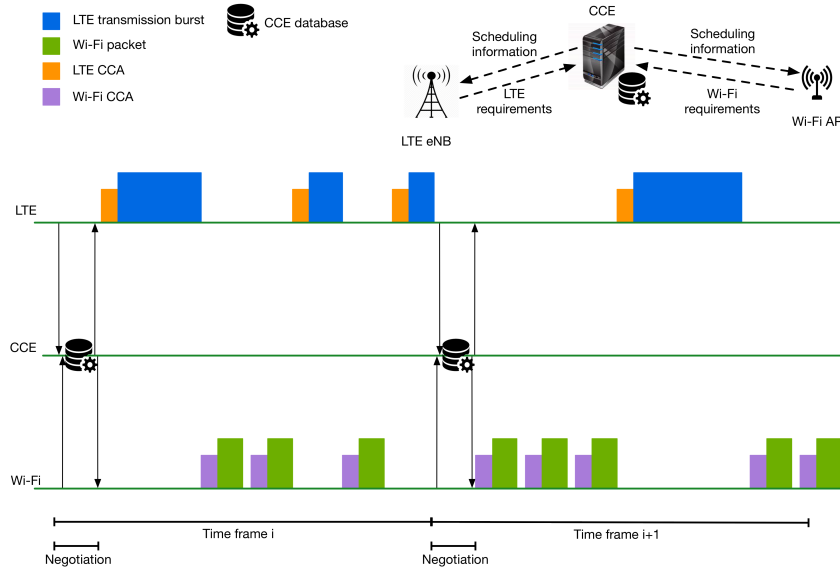 LTE transmission burst
Wi-Fi packet
LTE CCA
Wi-Fi CCA
CCE database
CCE
Scheduling
information
Scheduling
information
LTE
requirements
Wi-Fi
requirements
LTE eNB
Wi-Fi AP
LTE
CCE
Wi-Fi
Time frame i
Time frame i+1
Negotiation
Negotiation